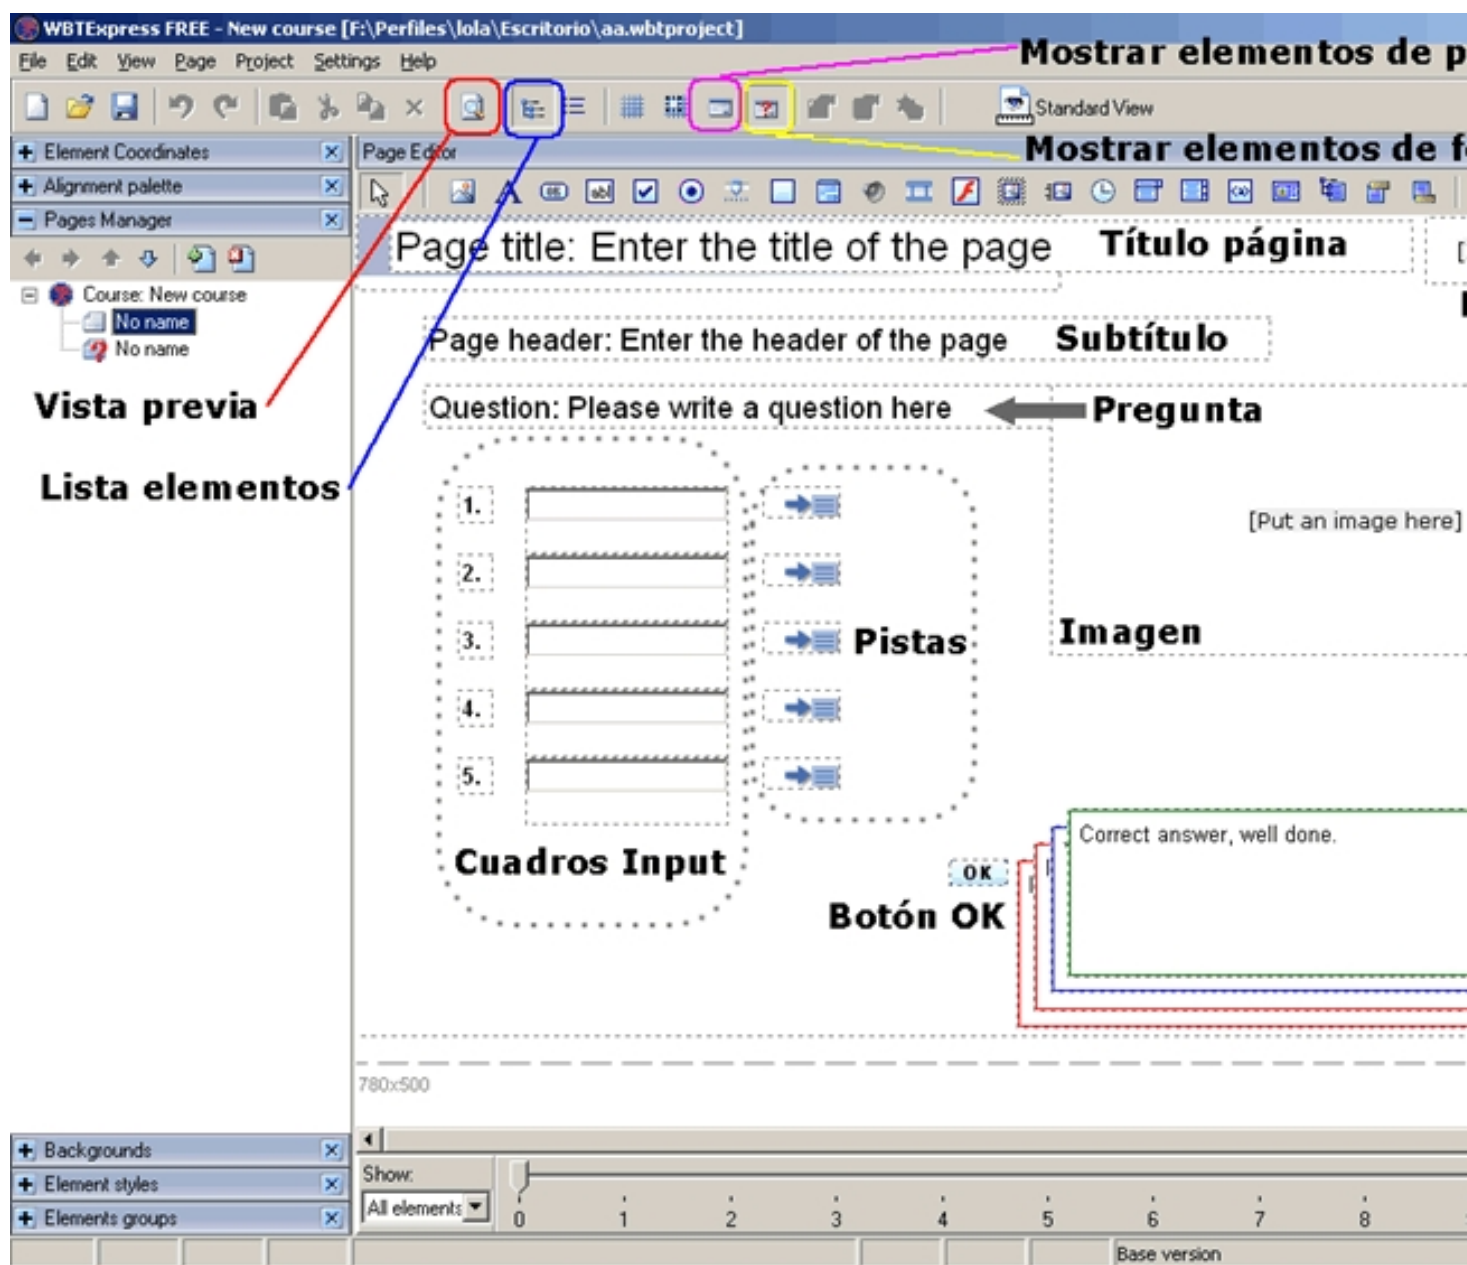 WBTExpress FREE - New course [F:\Perfiles\lola\Escritorio\aa.wbtproject]
File Edit View Page Project Settings Help
Mostrar elementos de p
Standard View
Element Coordinates
Page Editor
Mostrar elementos de f
Alignment palette
Pages Manager
Page title: Enter the title of the page
Título página
[
Course: New course
No name
No name
Page header: Enter the header of the page
Subtítulo
Vista previa
Question: Please write a question here
Pregunta
Lista elementos
1.
[Put an image here]
2.
3.
Pistas
Imagen
4.
5.
Correct answer, well done.
Cuadros Input
OK
Botón OK
780x500
Backgrounds
Show:
Element styles
All elements
0 1 2 3 4 5 6 7 8
Elements groups
Base version